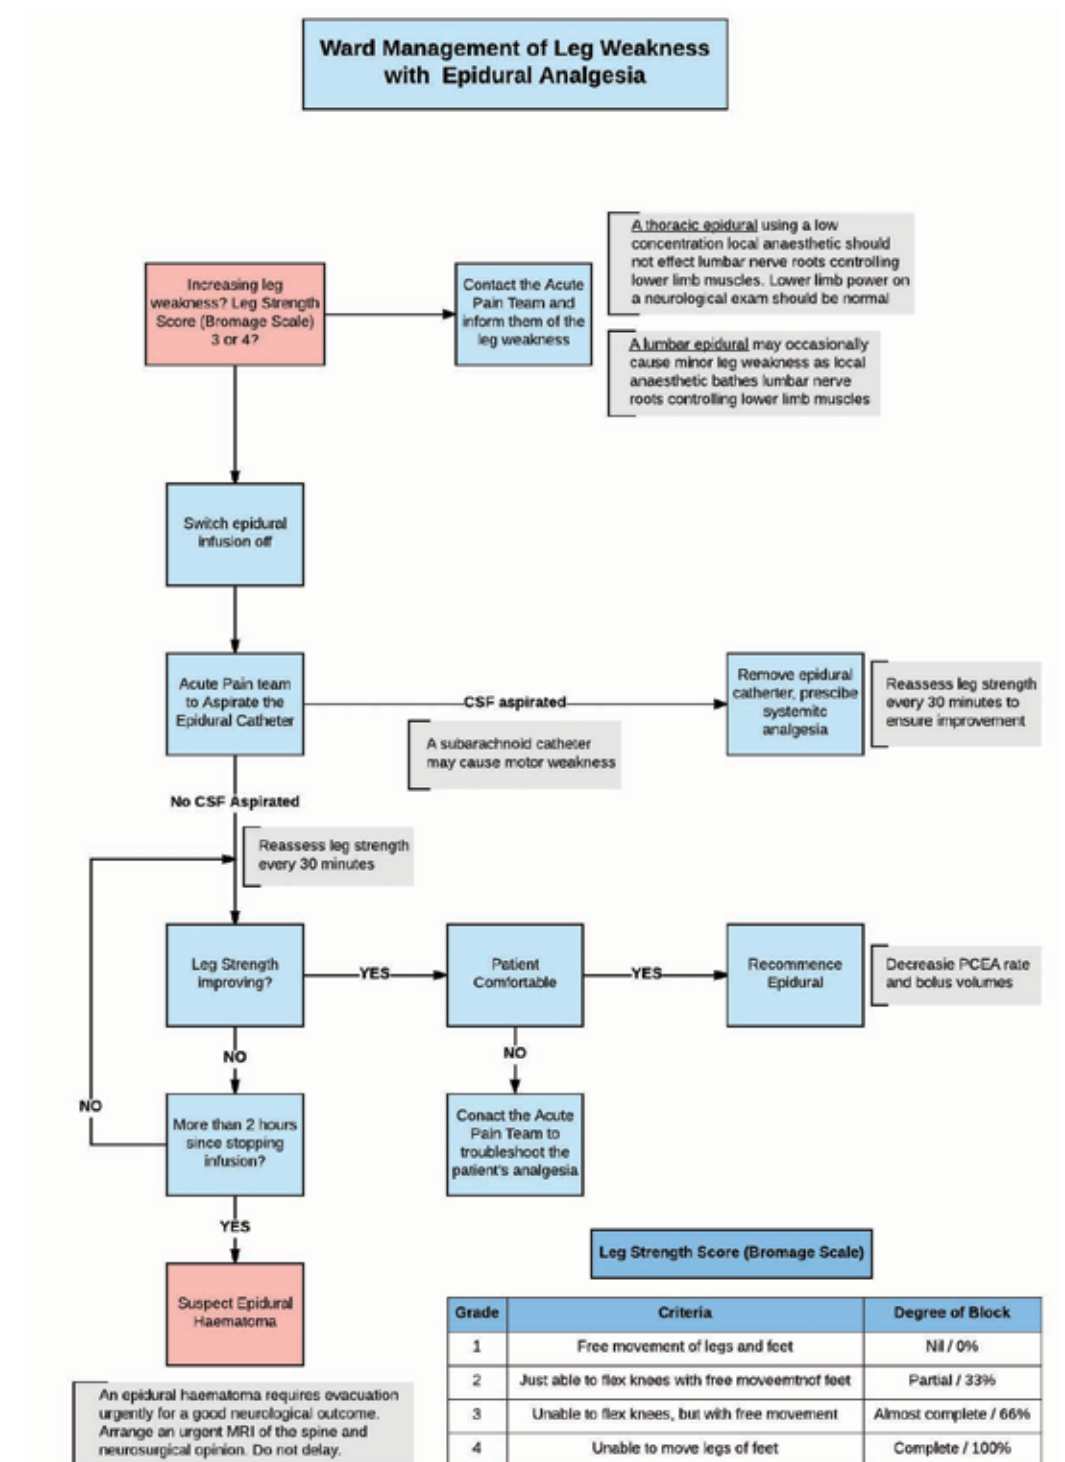 Ward Management of Leg Weakness
with Epidural Analgesia
Increasing leg
weakness? Leg Strength
Score (Bromage Scale)
3 or 4?
Contact the Acute
Pain Team and
inform them of the
leg weakness
A thoracic epidural using a low
concentration local anaesthetic should
not effect lumbar nerve roots controlling
lower limb muscles. Lower limb power on
a neurological exam should be normal
A lumbar epidural may occasionally
cause minor leg weakness as local
anaesthetic bathes lumbar nerve
roots controlling lower limb muscles
Switch epidural
infusion off
Acute Pain team
to Aspirate the
Epidural Catheter
CSF aspirated
A subarachnoid catheter
may cause motor weakness
Remove epidural
catherter, prescibe
systemitc
analgesia
Reassess leg strength
every 30 minutes to
ensure improvement
No CSF Aspirated
Reassess leg strength
every 30 minutes
Leg Strength
Improving?
YES
Patient
Comfortable
YES
Recommence
Epidural
Decreasie PCEA rate
and bolus volumes
NO
NO
NO
More than 2 hours
since stopping
infusion?
Conact the Acute
Pain Team to
troubleshoot the
patient's analgesia
YES
Suspect Epidural
Haematoma
An epidural haematoma requires evacuation
urgently for a good neurological outcome.
Arrange an urgent MRI of the spine and
neurosurgical opinion. Do not delay.
Leg Strength Score (Bromage Scale)
Grade Criteria Degree of Block
1 Free movement of legs and feet Nil / 0%
2 Just able to flex knees with free moveemtnof feet Partial / 33%
3 Unable to flex knees, but with free movement Almost complete / 66%
4 Unable to move legs of feet Complete / 100%